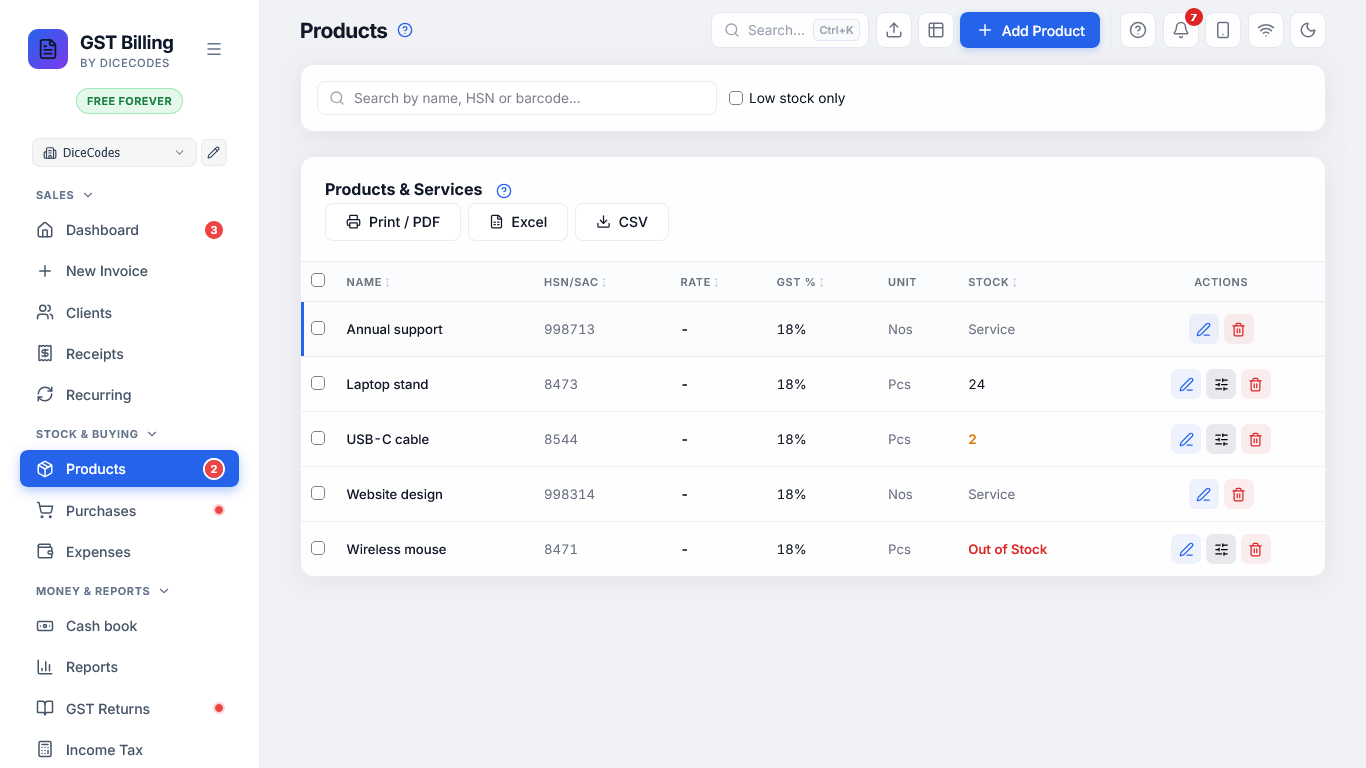 GST Billing
BY DICECODES
FREE FOREVER
DiceCodes
SALES
Dashboard 3
New Invoice
Clients
Receipts
Recurring
STOCK & BUYING
Products 2
Purchases
Expenses
MONEY & REPORTS
Cash book
Reports
GST Returns
Income Tax
Products
Search... Ctrl+K
Add Product
7
Search by name, HSN or barcode...
Low stock only
Products & Services
Print / PDF Excel CSV
NAME HSN/SAC RATE GST % UNIT STOCK ACTIONS
Annual support 998713 - 18% Nos Service
Laptop stand 8473 - 18% Pcs 24
USB-C cable 8544 - 18% Pcs 2
Website design 998314 - 18% Nos Service
Wireless mouse 8471 - 18% Pcs Out of Stock